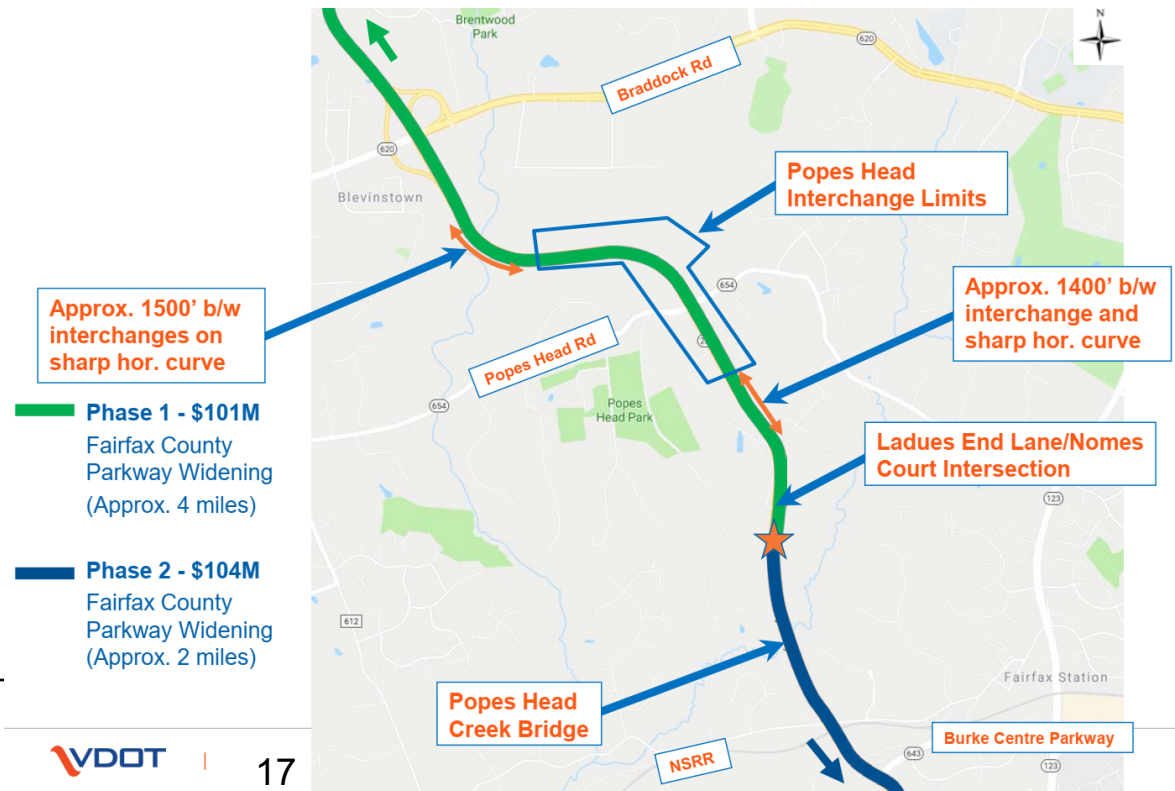 Brentwood
Park
N
620
Braddock Rd
620
Blevinstown
Popes Head
Interchange Limits
Approx. 1500' b/w
interchanges on
sharp hor. curve
654
Approx. 1400' b/w
interchange and
sharp hor. curve
Popes Head Rd
654
Popes
Head Park
Phase 1 - $101M
Fairfax County
Parkway Widening
(Approx. 4 miles)
Ladues End Lane/Nomes
Court Intersection
123
Phase 2 - $104M
Fairfax County
Parkway Widening
(Approx. 2 miles)
612
Fairfax Station
Popes Head
Creek Bridge
Burke Centre Parkway
NSRR
643
123
VDOT
17